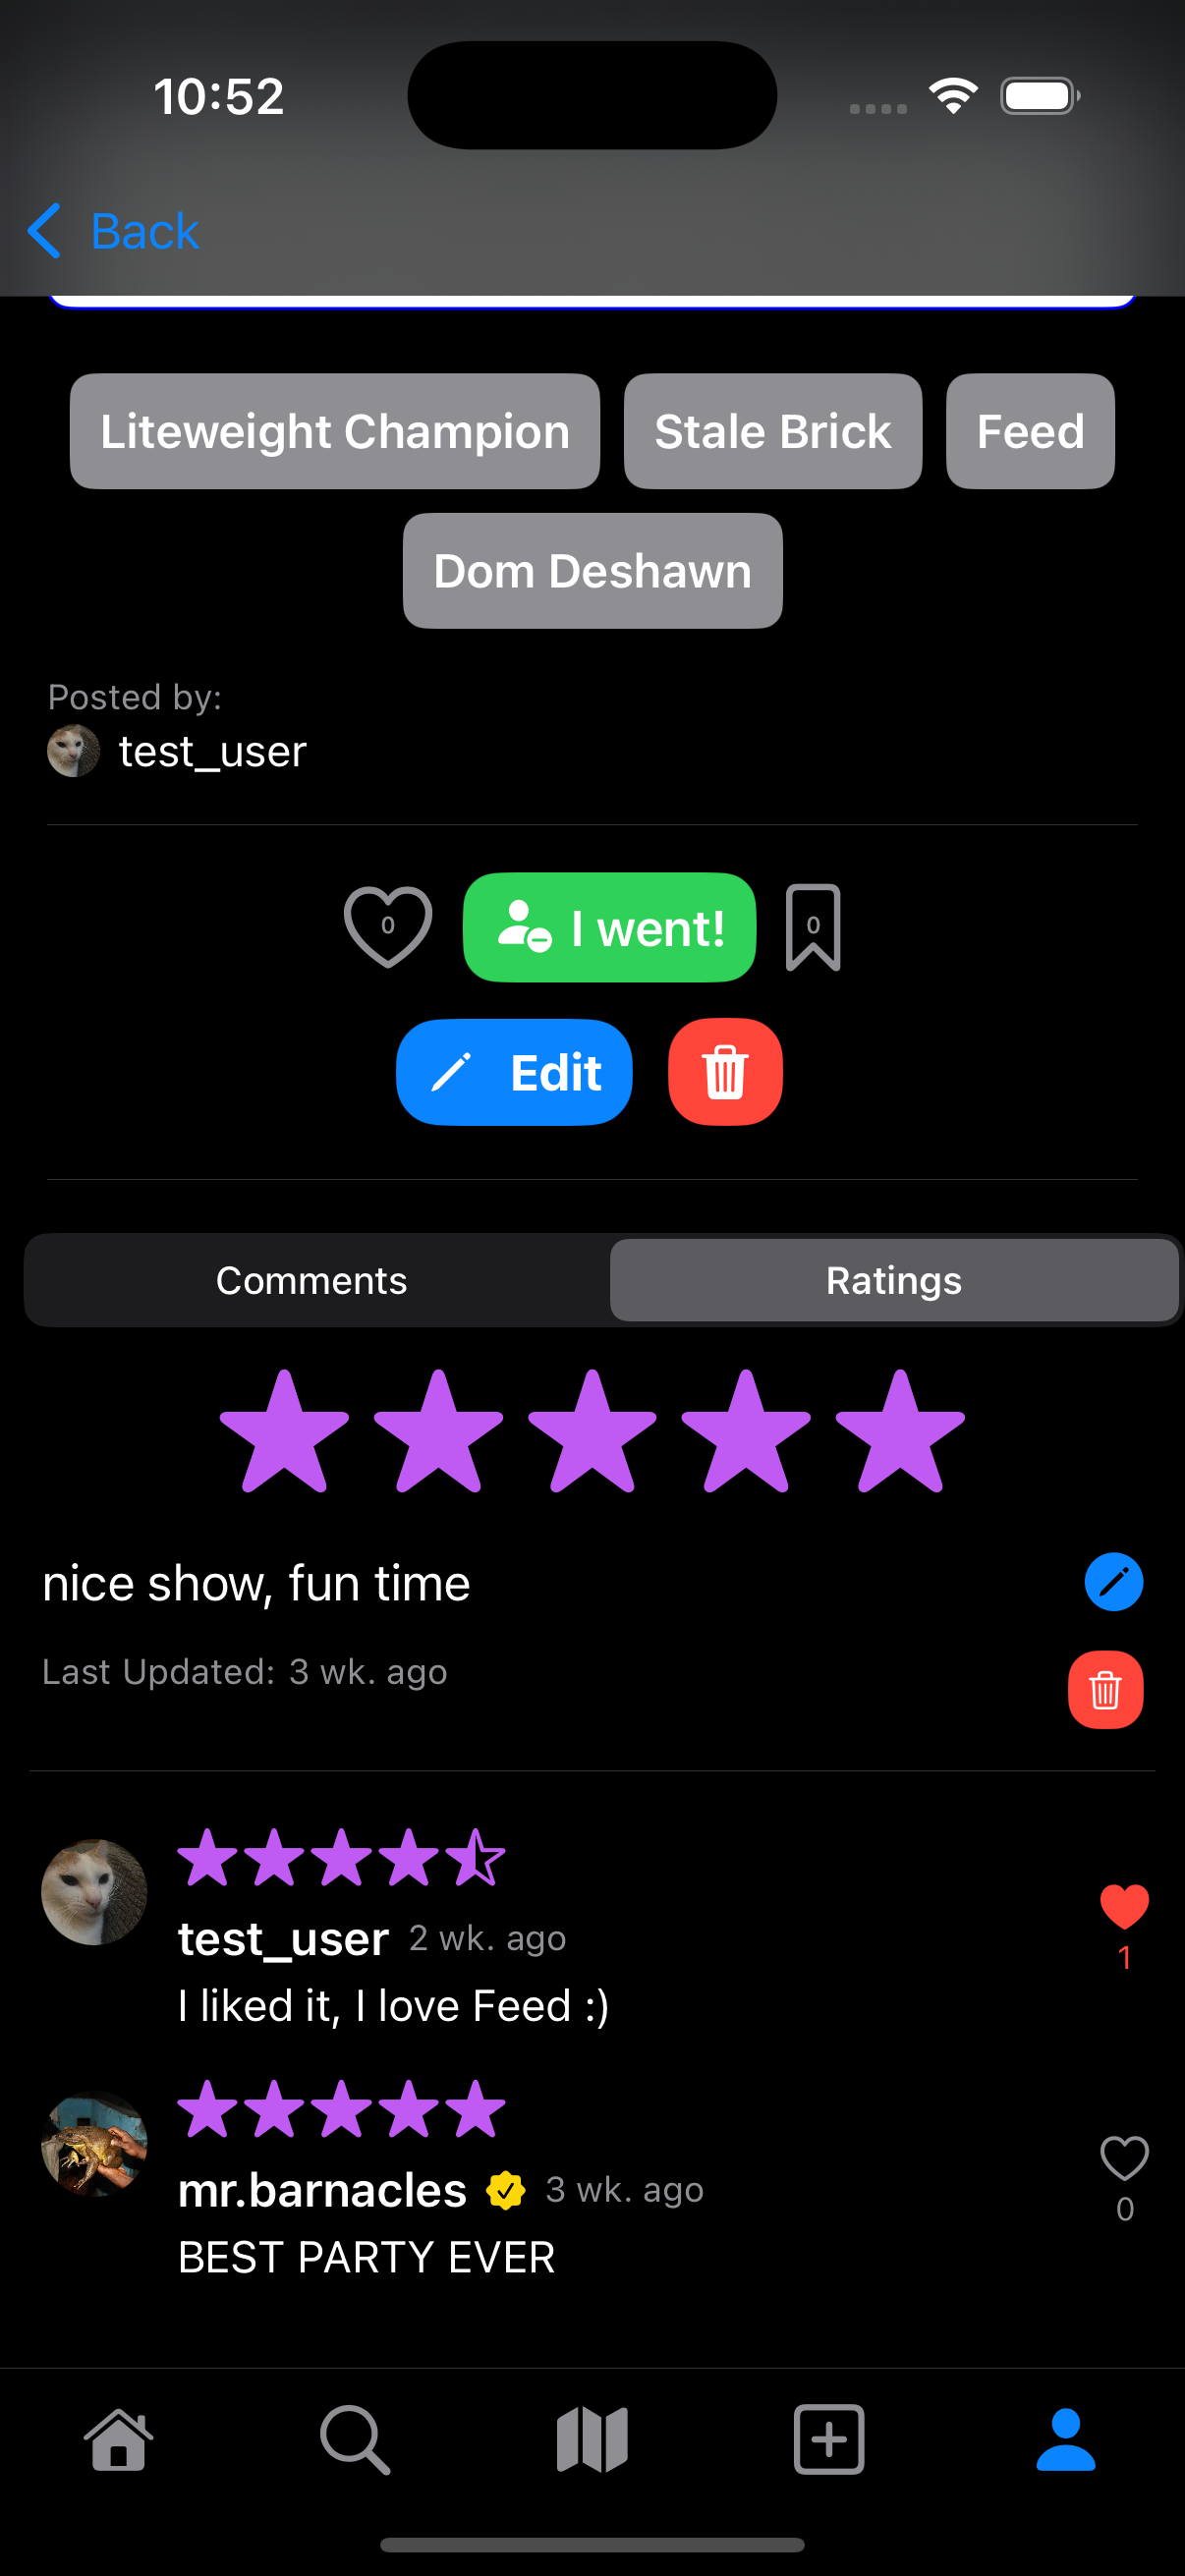 10:52
Back
Liteweight Champion Stale Brick Feed
Dom Deshawn
Posted by:
test_user
0 I went! 0
Edit
Comments Ratings
nice show, fun time
Last Updated: 3 wk. ago
test_user 2 wk. ago
1
I liked it, I love Feed :)
mr.barnacles 3 wk. ago
0
BEST PARTY EVER